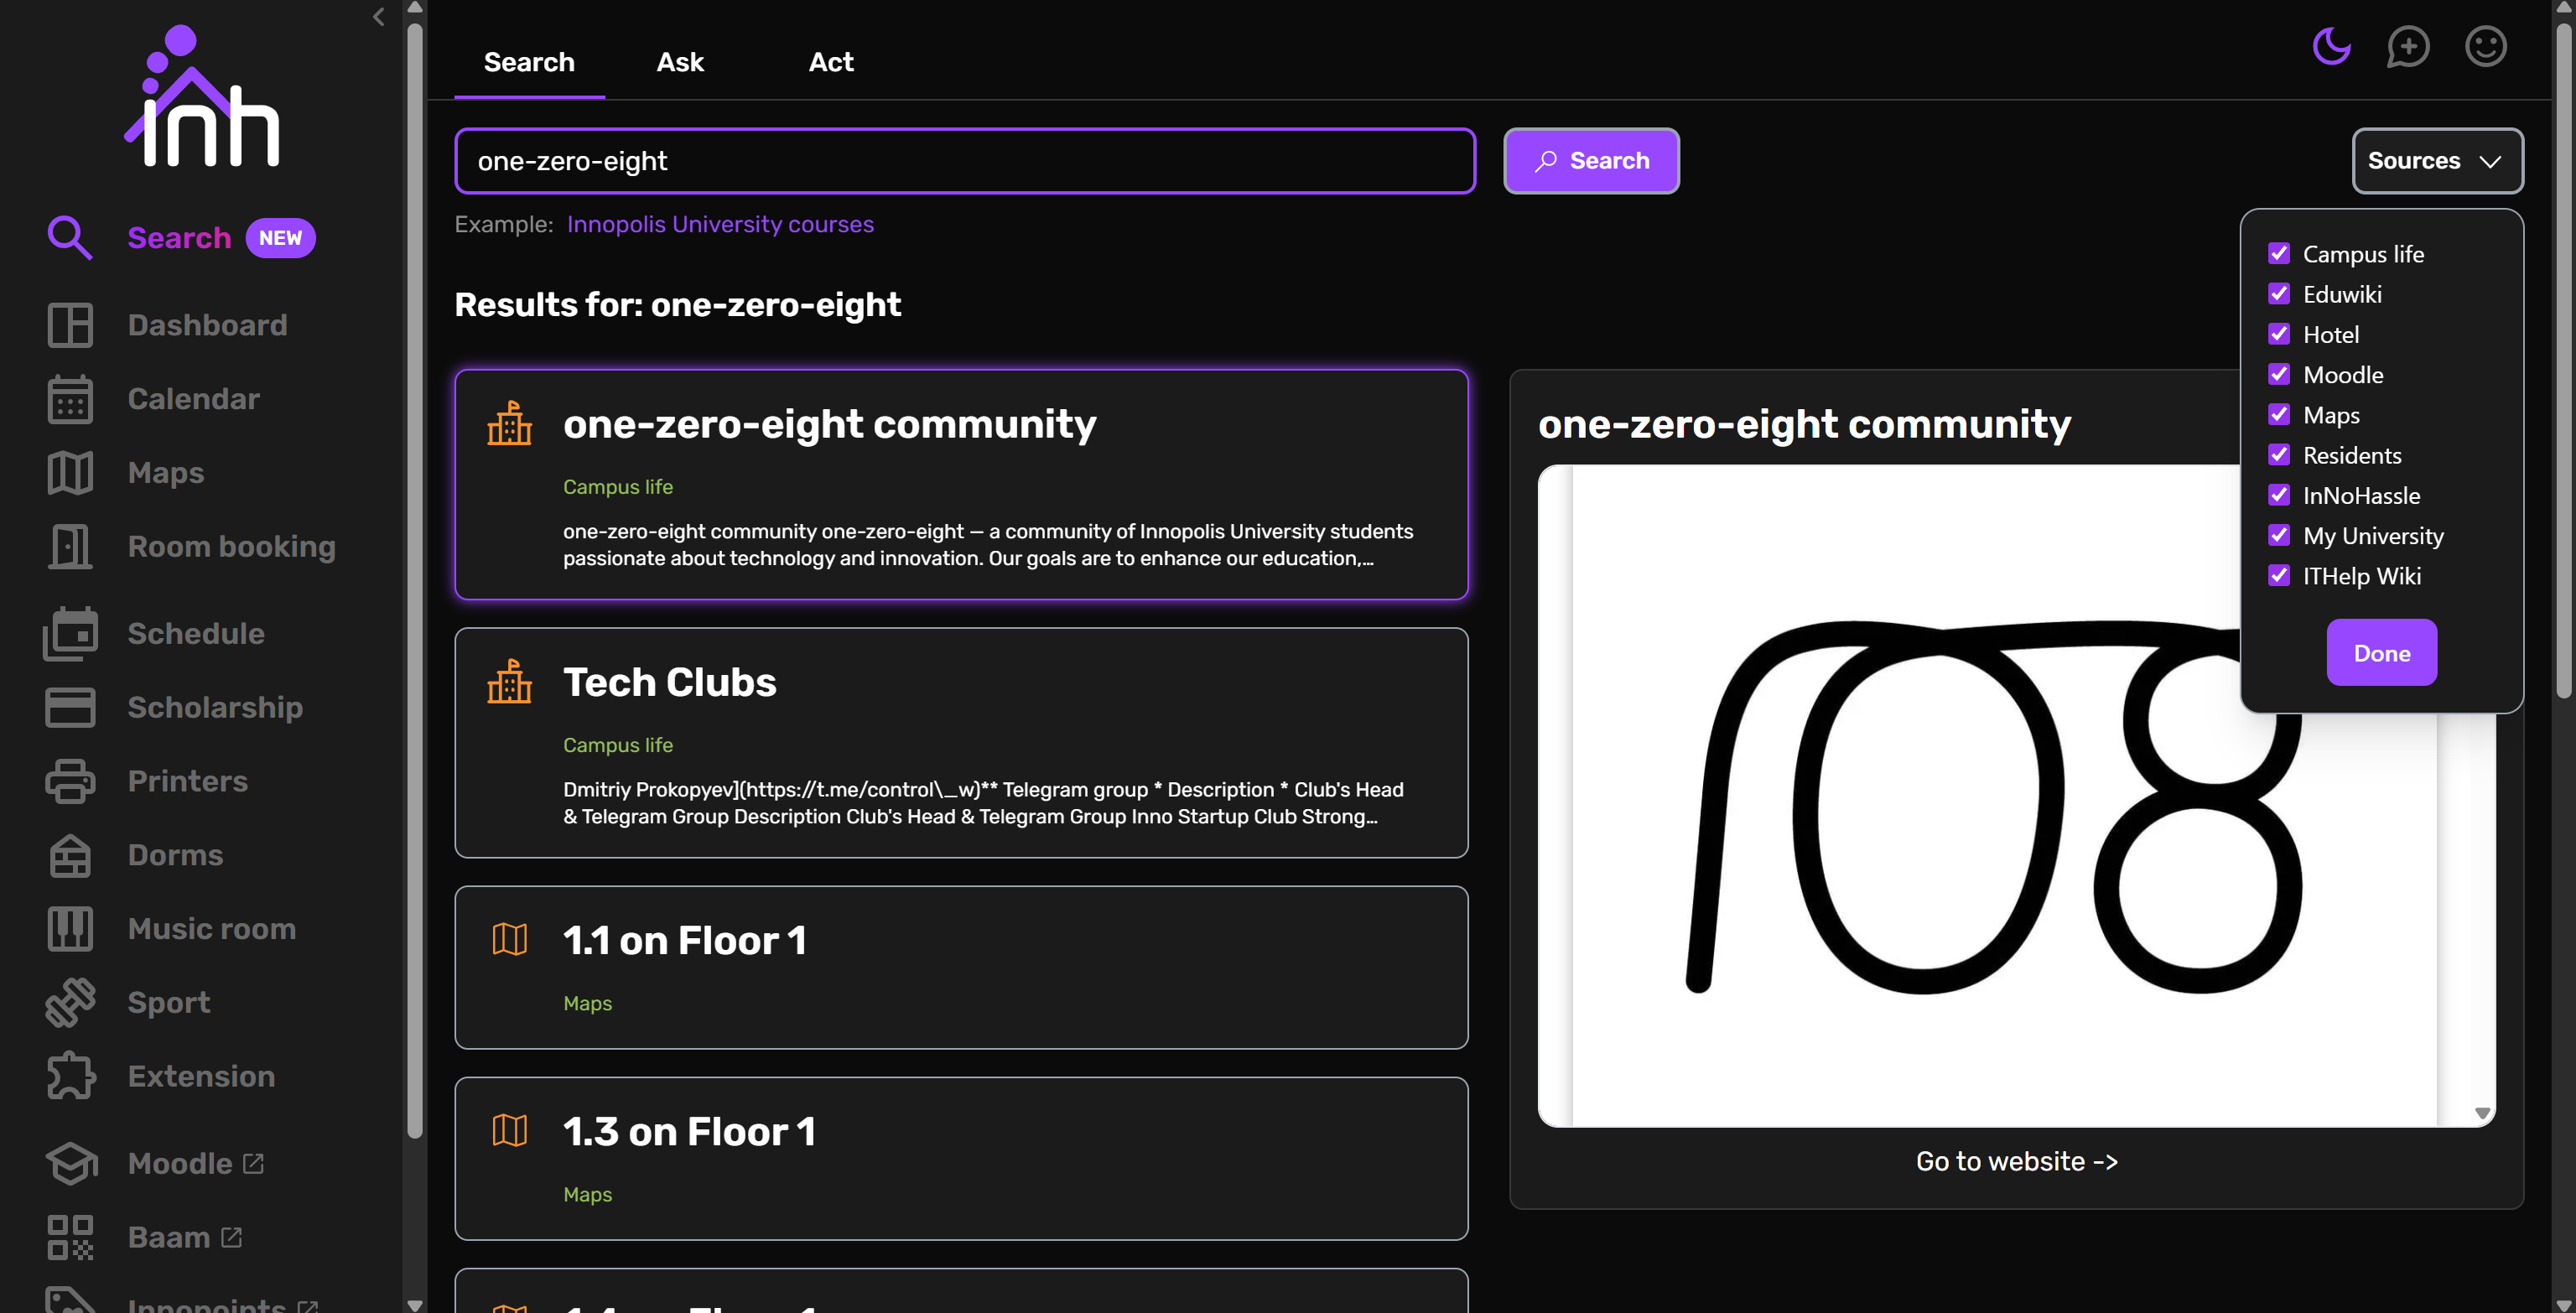 inh
Search NEW
Dashboard
Calendar
Maps
Room booking
Schedule
Scholarship
Printers
Dorms
Music room
Sport
Extension
Moodle
Baam
Innopoints
Search
Ask
Act
one-zero-eight
Search
Sources
Example: Innopolis University courses
Campus life
Eduwiki
Hotel
Moodle
Maps
Residents
InNoHassle
My University
ITHelp Wiki
Done
Results for: one-zero-eight
one-zero-eight community
Campus life
one-zero-eight community one-zero-eight — a community of Innopolis University students
passionate about technology and innovation. Our goals are to enhance our education,...
Tech Clubs
Campus life
Dmitriy Prokopyev](https://t.me/control\_w)** Telegram group * Description * Club's Head
& Telegram Group Description Club's Head & Telegram Group Inno Startup Club Strong...
1.1 on Floor 1
Maps
1.3 on Floor 1
Maps
one-zero-eight community
108
Go to website ->